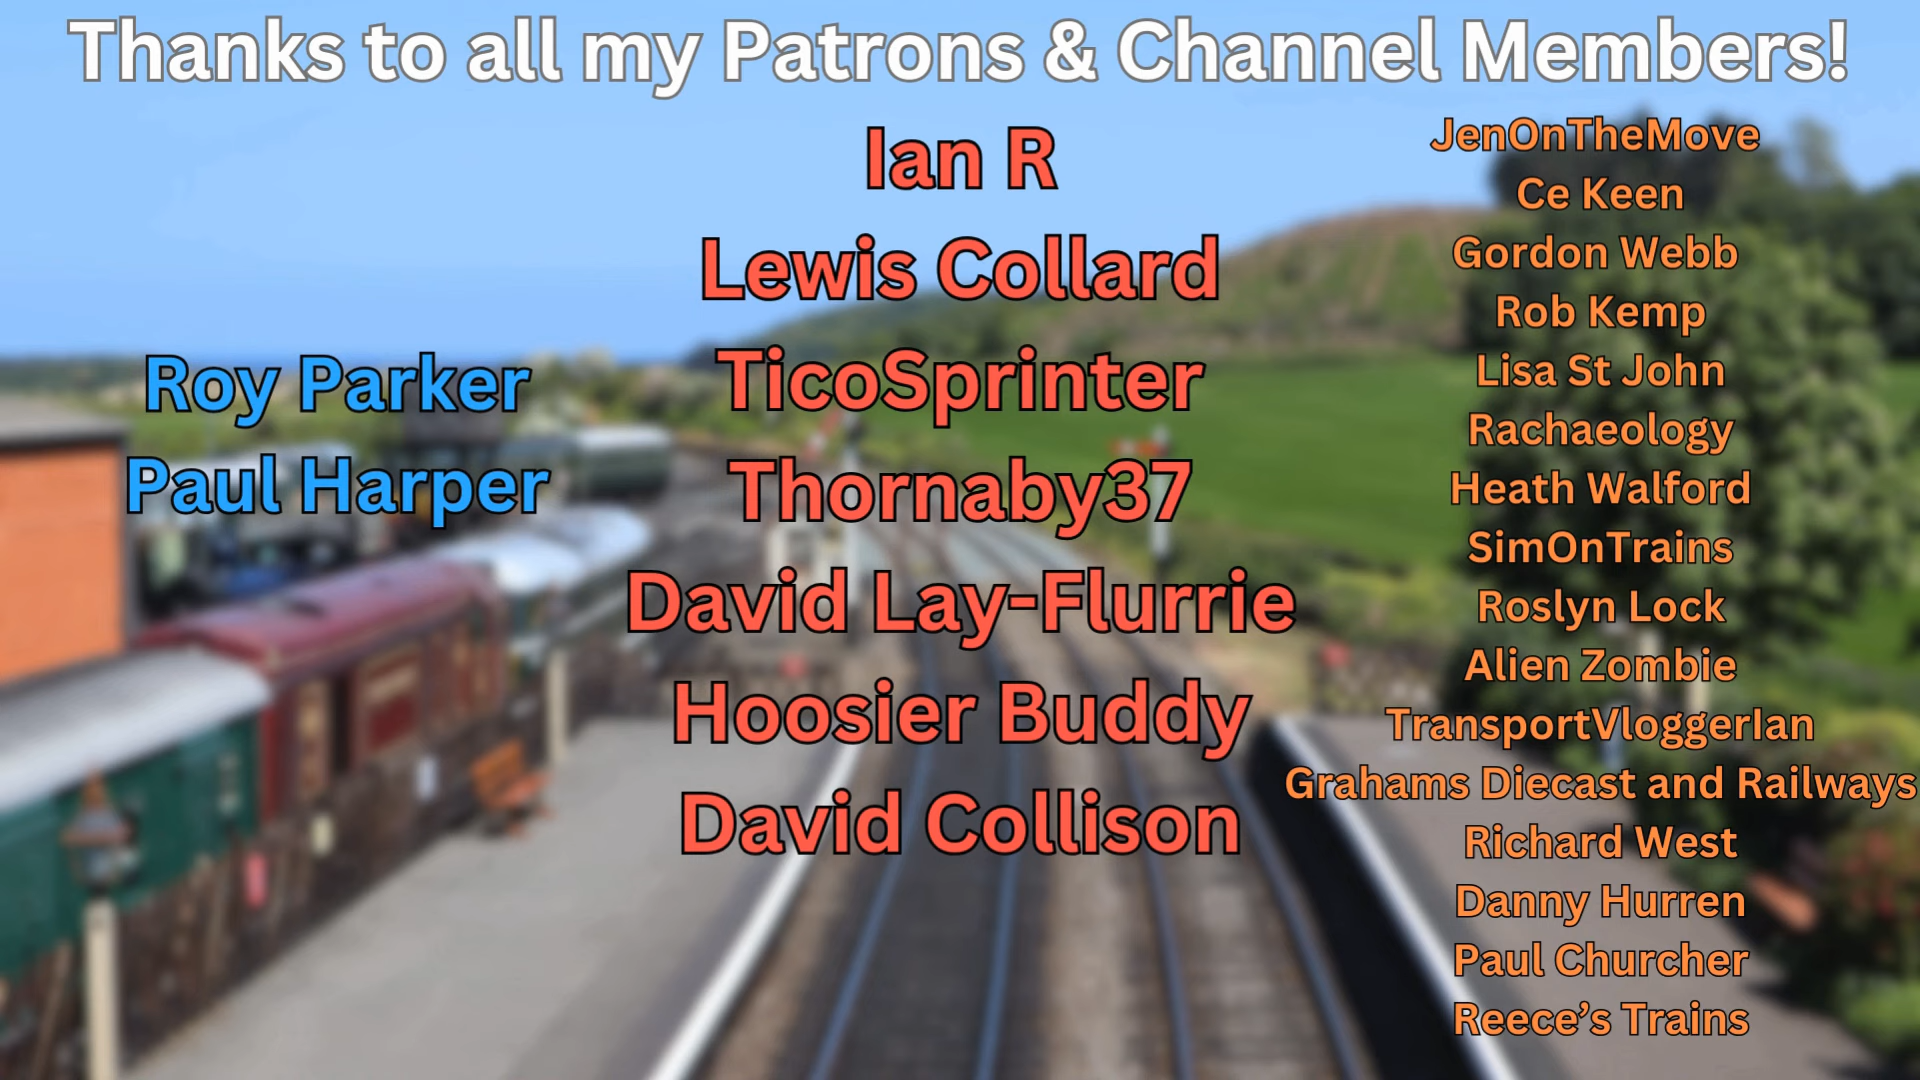 Thanks to all my Patrons & Channel Members!
Roy Parker
Paul Harper
Ian R
Lewis Collard
TicoSprinter
Thornaby37
David Lay-Flurrie
Hoosier Buddy
David Collison
JenOnTheMove
Ce Keen
Gordon Webb
Rob Kemp
Lisa St John
Rachaeology
Heath Walford
SimOnTrains
Roslyn Lock
Alien Zombie
TransportVloggerIan
Grahams Diecast and Railways
Richard West
Danny Hurren
Paul Churcher
Reece’s Trains